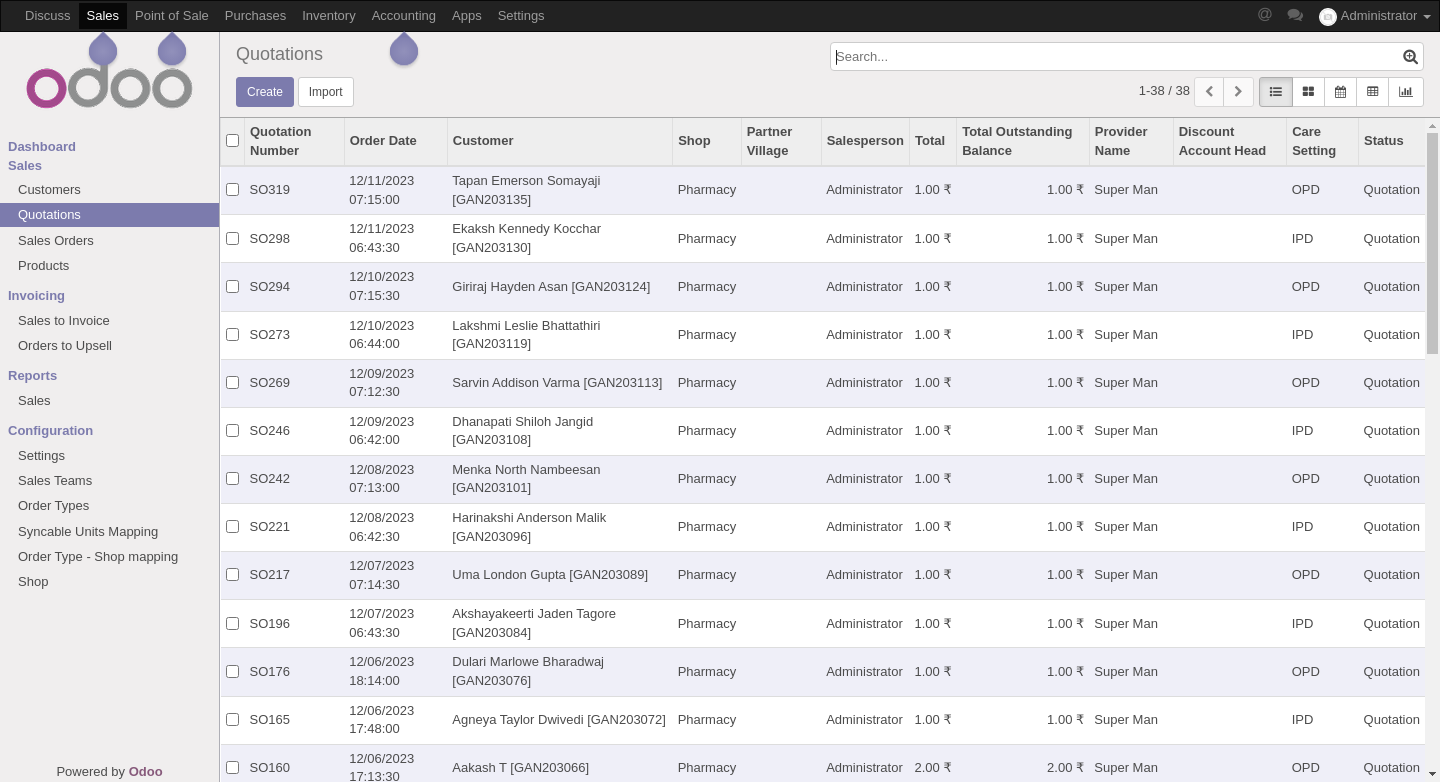 Discuss Sales Point of Sale Purchases Inventory Accounting Apps Settings @ Administrator
odoo
Dashboard
Sales
Customers
Quotations
Sales Orders
Products
Invoicing
Sales to Invoice
Orders to Upsell
Reports
Sales
Configuration
Settings
Sales Teams
Order Types
Syncable Units Mapping
Order Type - Shop mapping
Shop
Powered by Odoo
Quotations
Search...
Create Import
1-38 / 38
Quotation Number Order Date Customer Shop Partner Village Salesperson Total Total Outstanding Balance Provider Name Discount Account Head Care Setting Status
SO319 12/11/2023 07:15:00 Tapan Emerson Somayaji [GAN203135] Pharmacy Administrator 1.00 ₹ 1.00 ₹ Super Man OPD Quotation
SO298 12/11/2023 06:43:30 Ekaksh Kennedy Kocchar [GAN203130] Pharmacy Administrator 1.00 ₹ 1.00 ₹ Super Man IPD Quotation
SO294 12/10/2023 07:15:30 Giriraj Hayden Asan [GAN203124] Pharmacy Administrator 1.00 ₹ 1.00 ₹ Super Man OPD Quotation
SO273 12/10/2023 06:44:00 Lakshmi Leslie Bhattathiri [GAN203119] Pharmacy Administrator 1.00 ₹ 1.00 ₹ Super Man IPD Quotation
SO269 12/09/2023 07:12:30 Sarvin Addison Varma [GAN203113] Pharmacy Administrator 1.00 ₹ 1.00 ₹ Super Man OPD Quotation
SO246 12/09/2023 06:42:00 Dhanapati Shiloh Jangid [GAN203108] Pharmacy Administrator 1.00 ₹ 1.00 ₹ Super Man IPD Quotation
SO242 12/08/2023 07:13:00 Menka North Nambeesan [GAN203101] Pharmacy Administrator 1.00 ₹ 1.00 ₹ Super Man OPD Quotation
SO221 12/08/2023 06:42:30 Harinakshi Anderson Malik [GAN203096] Pharmacy Administrator 1.00 ₹ 1.00 ₹ Super Man IPD Quotation
SO217 12/07/2023 07:14:30 Uma London Gupta [GAN203089] Pharmacy Administrator 1.00 ₹ 1.00 ₹ Super Man OPD Quotation
SO196 12/07/2023 06:43:30 Akshayakeerti Jaden Tagore [GAN203084] Pharmacy Administrator 1.00 ₹ 1.00 ₹ Super Man IPD Quotation
SO176 12/06/2023 18:14:00 Dulari Marlowe Bharadwaj [GAN203076] Pharmacy Administrator 1.00 ₹ 1.00 ₹ Super Man OPD Quotation
SO165 12/06/2023 17:48:00 Agneya Taylor Dwivedi [GAN203072] Pharmacy Administrator 1.00 ₹ 1.00 ₹ Super Man IPD Quotation
SO160 12/06/2023 17:13:30 Aakash T [GAN203066] Pharmacy Administrator 2.00 ₹ 2.00 ₹ Super Man OPD Quotation